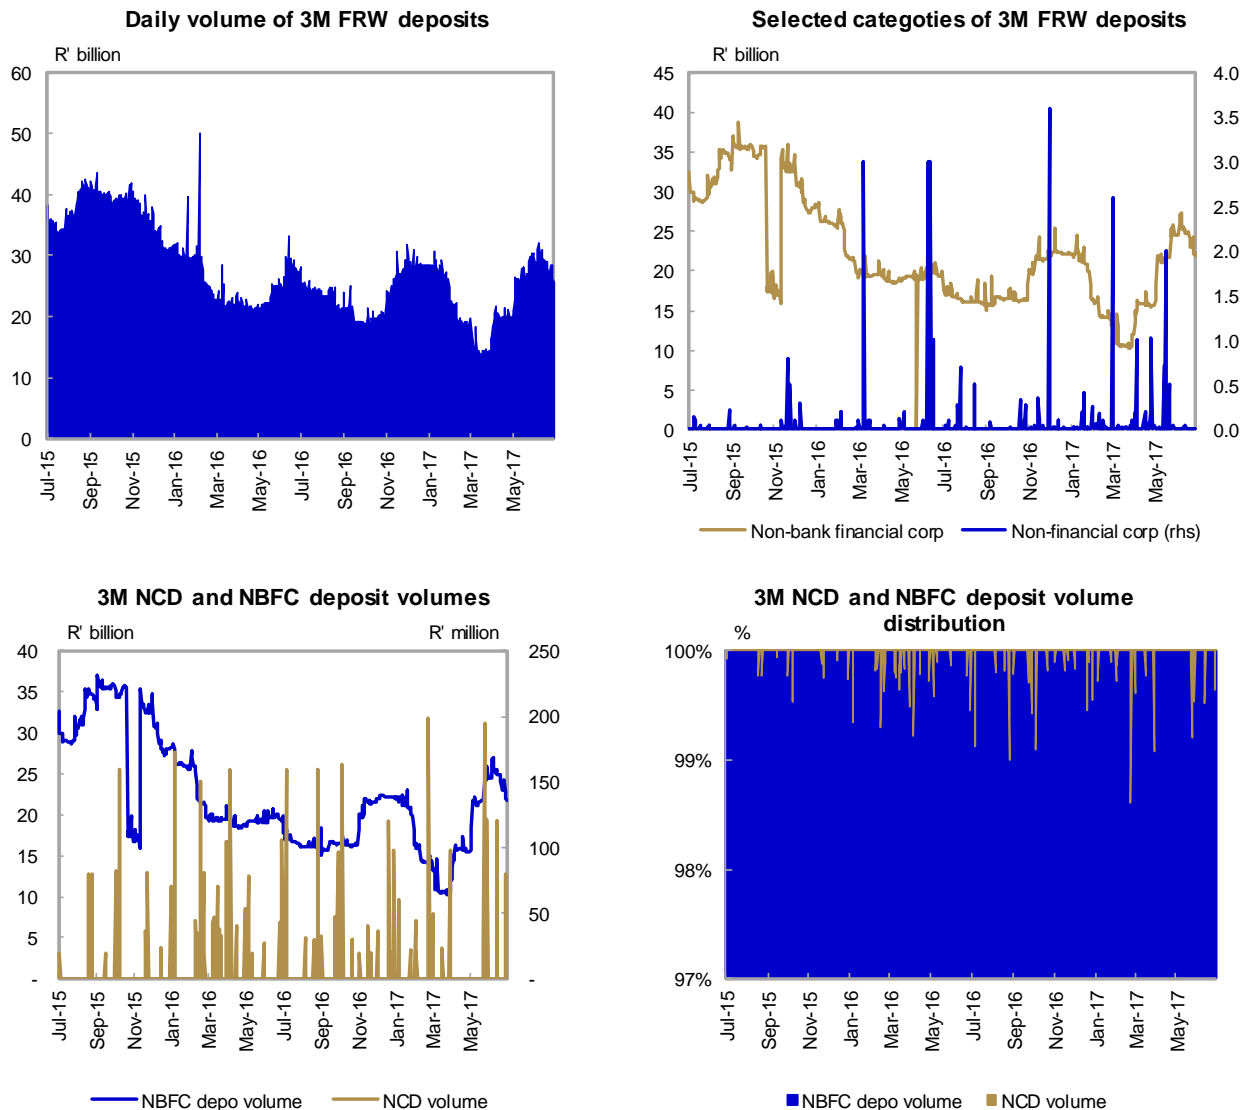 Daily volume of 3M FRW deposits
R' billion
60
50
40
30
20
10
0
Jul-15
Sep-15
Nov-15
Jan-16
Mar-16
May-16
Jul-16
Sep-16
Nov-16
Jan-17
Mar-17
May-17
Selected categoties of 3M FRW deposits
R' billion
45
40
35
30
25
20
15
10
5
0
4.0
3.5
3.0
2.5
2.0
1.5
1.0
0.5
0.0
Jul-15
Sep-15
Nov-15
Jan-16
Mar-16
May-16
Jul-16
Sep-16
Nov-16
Jan-17
Mar-17
May-17
Non-bank financial corp
Non-financial corp (rhs)
3M NCD and NBFC deposit volumes
R' billion
R' million
40
35
30
25
20
15
10
5
-
250
200
150
100
50
-
Jul-15
Sep-15
Nov-15
Jan-16
Mar-16
May-16
Jul-16
Sep-16
Nov-16
Jan-17
Mar-17
May-17
NBFC depo volume
NCD volume
3M NCD and NBFC deposit volume
distribution
%
100%
99%
98%
97%
Jul-15
Sep-15
Nov-15
Jan-16
Mar-16
May-16
Jul-16
Sep-16
Nov-16
Jan-17
Mar-17
May-17
NBFC depo volume
NCD volume